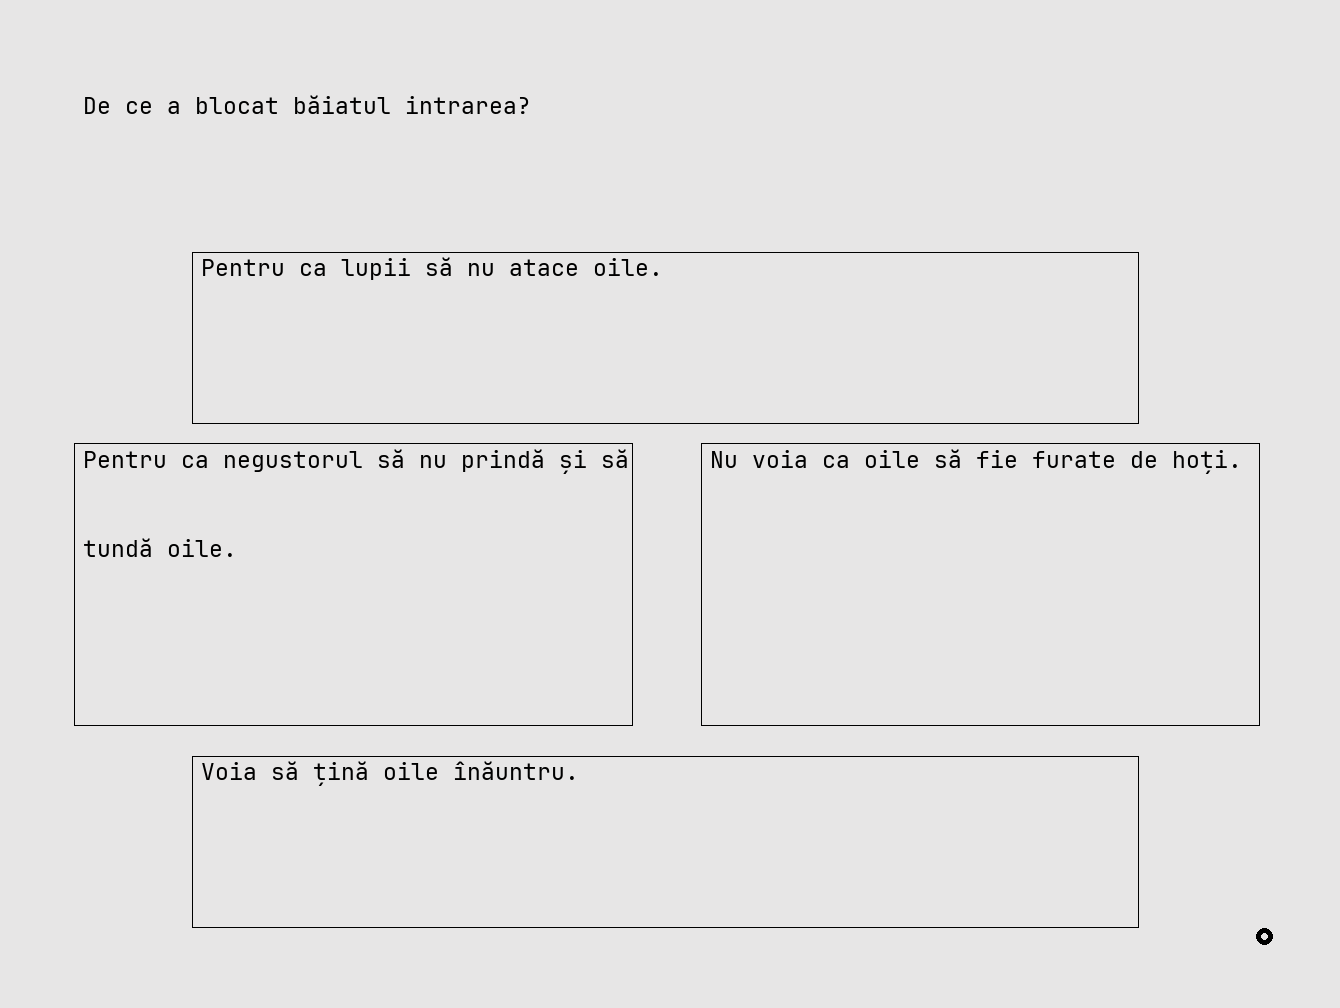 De ce a blocat băiatul intrarea?
Pentru ca lupii să nu atace oile.
Pentru ca negustorul să nu prindă și să
tundă oile.
Nu voia ca oile să fie furate de hoți.
Voia să țină oile înăuntru.